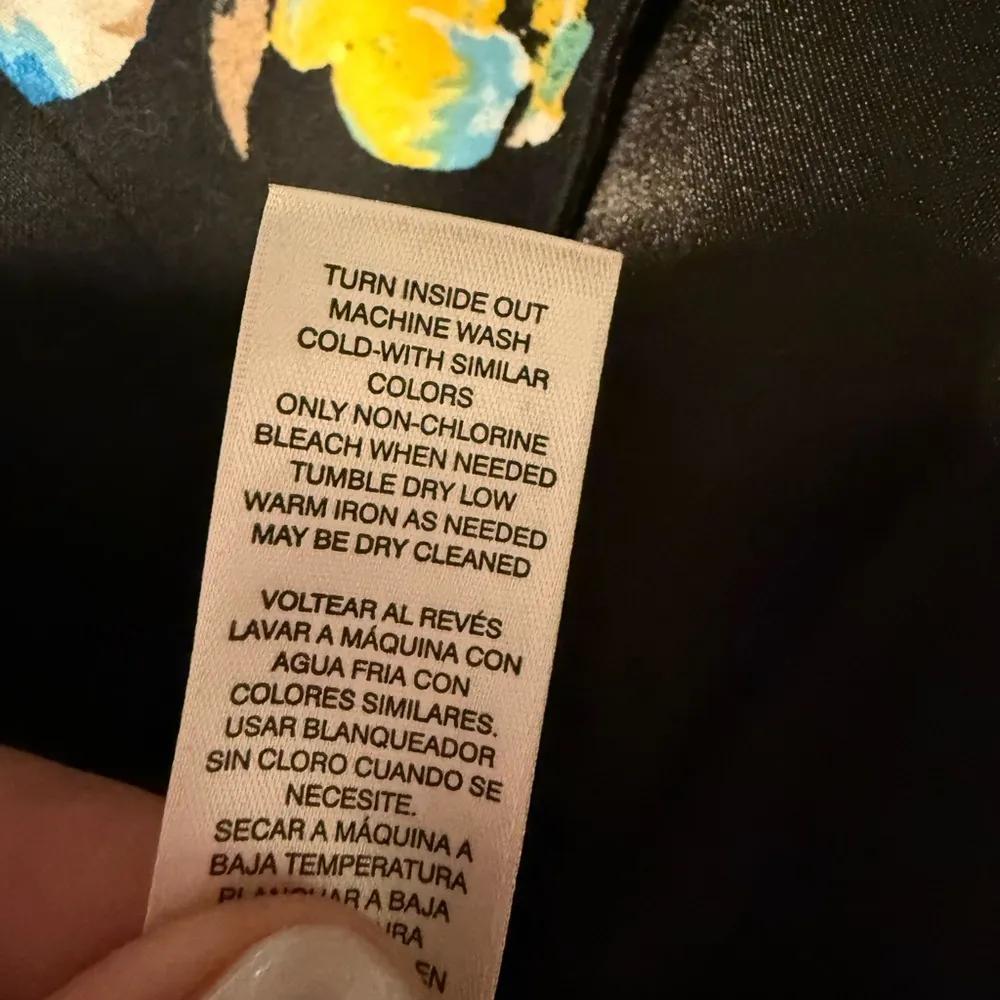 TURN INSIDE OUT
MACHINE WASH
COLD-WITH SIMILAR
COLORS
ONLY NON-CHLORINE
BLEACH WHEN NEEDED
TUMBLE DRY LOW
WARM IRON AS NEEDED
MAY BE DRY CLEANED
VOLTEAR AL REVÉS
LAVAR A MÁQUINA CON
AGUA FRIA CON
COLORES SIMILARES.
USAR BLANQUEADOR
SIN CLORO CUANDO SE
NECESITE.
SECAR A MÁQUINA A
BAJA TEMPERATURA
A BAJA